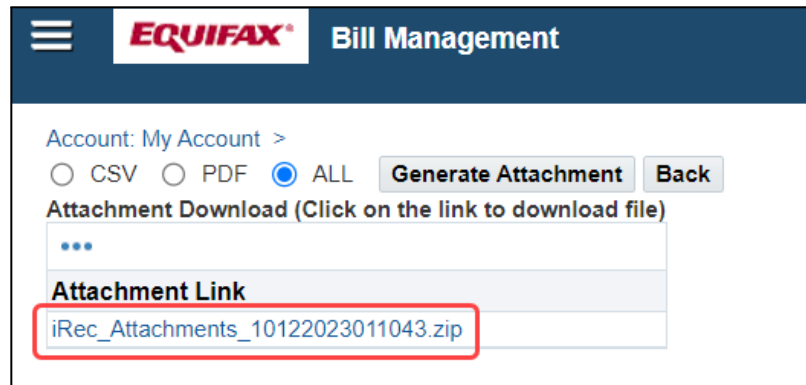 EQUIFAX Bill Management
Account: My Account >
CSV PDF ALL Generate Attachment Back
Attachment Download (Click on the link to download file)
Attachment Link
iRec_Attachments_10122023011043.zip